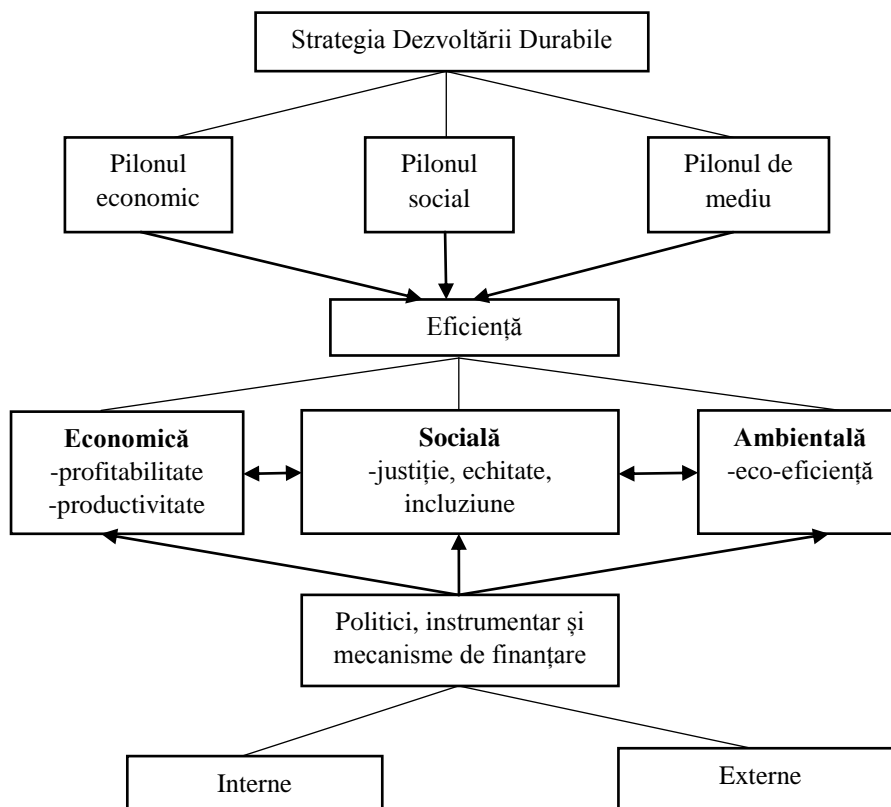 Strategia Dezvoltării Durabile
Pilonul
economic
Pilonul
social
Pilonul de
mediu
Eficiență
Economică
-profitabilitate
-productivitate
Socială
-justiție, echitate,
incluziune
Ambientală
-eco-eficiență
Politici, instrumentar și
mecanisme de finanțare
Interne
Externe